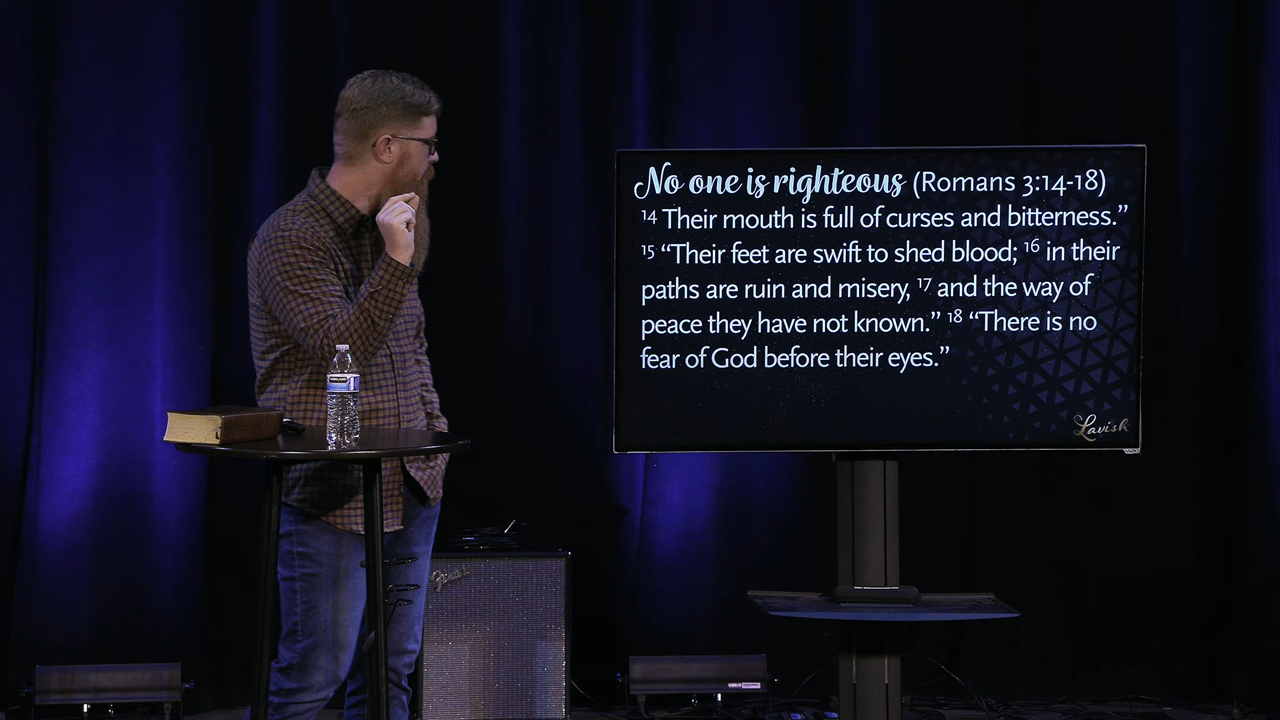 No one is righteous (Romans 3:14-18)
14 Their mouth is full of curses and bitterness.”
15 “Their feet are swift to shed blood; 16 in their
paths are ruin and misery, 17 and the way of
peace they have not known.” 18 “There is no
fear of God before their eyes.”
Lavish
Fender